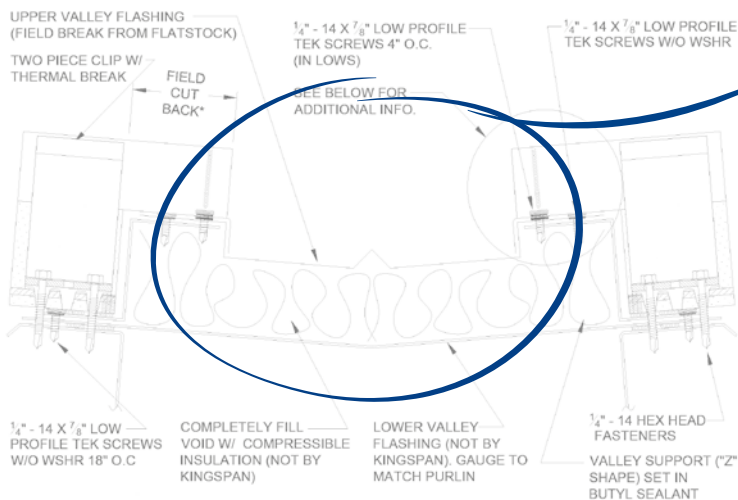 UPPER VALLEY FLASHING
(FIELD BREAK FROM FLATSTOCK)
TWO PIECE CLIP W/
THERMAL BREAK
FIELD
CUT
BACK*
1/4" - 14 X 7/8" LOW PROFILE
TEK SCREWS 4" O.C.
(IN LOWS)
SEE BELOW FOR
ADDITIONAL INFO.
1/4" - 14 X 7/8" LOW PROFILE
TEK SCREWS W/O WSHR
1/4" - 14 X 7/8" LOW
PROFILE TEK SCREWS
W/O WSHR 18" O.C
COMPLETELY FILL
VOID W/ COMPRESSIBLE
INSULATION (NOT BY
KINGSPAN)
LOWER VALLEY
FLASHING (NOT BY
KINGSPAN). GAUGE TO
MATCH PURLIN
1/4" - 14 HEX HEAD
FASTENERS
VALLEY SUPPORT ("Z"
SHAPE) SET IN
BUTYL SEALANT